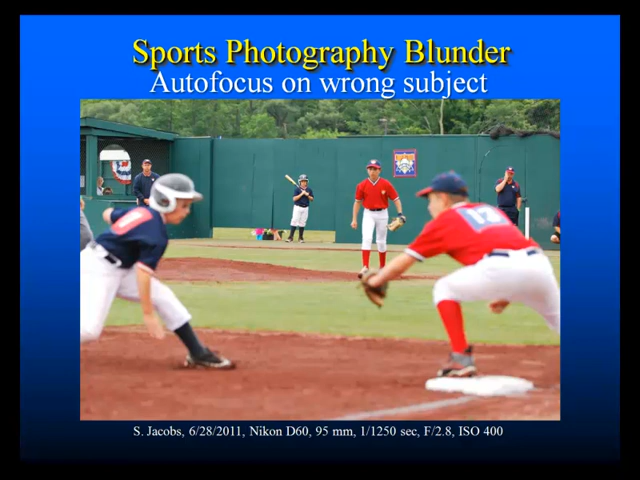 Sports Photography Blunder
Autofocus on wrong subject
13
S. Jacobs, 6/28/2011, Nikon D60, 95 mm, 1/1250 sec, F/2.8, ISO 400